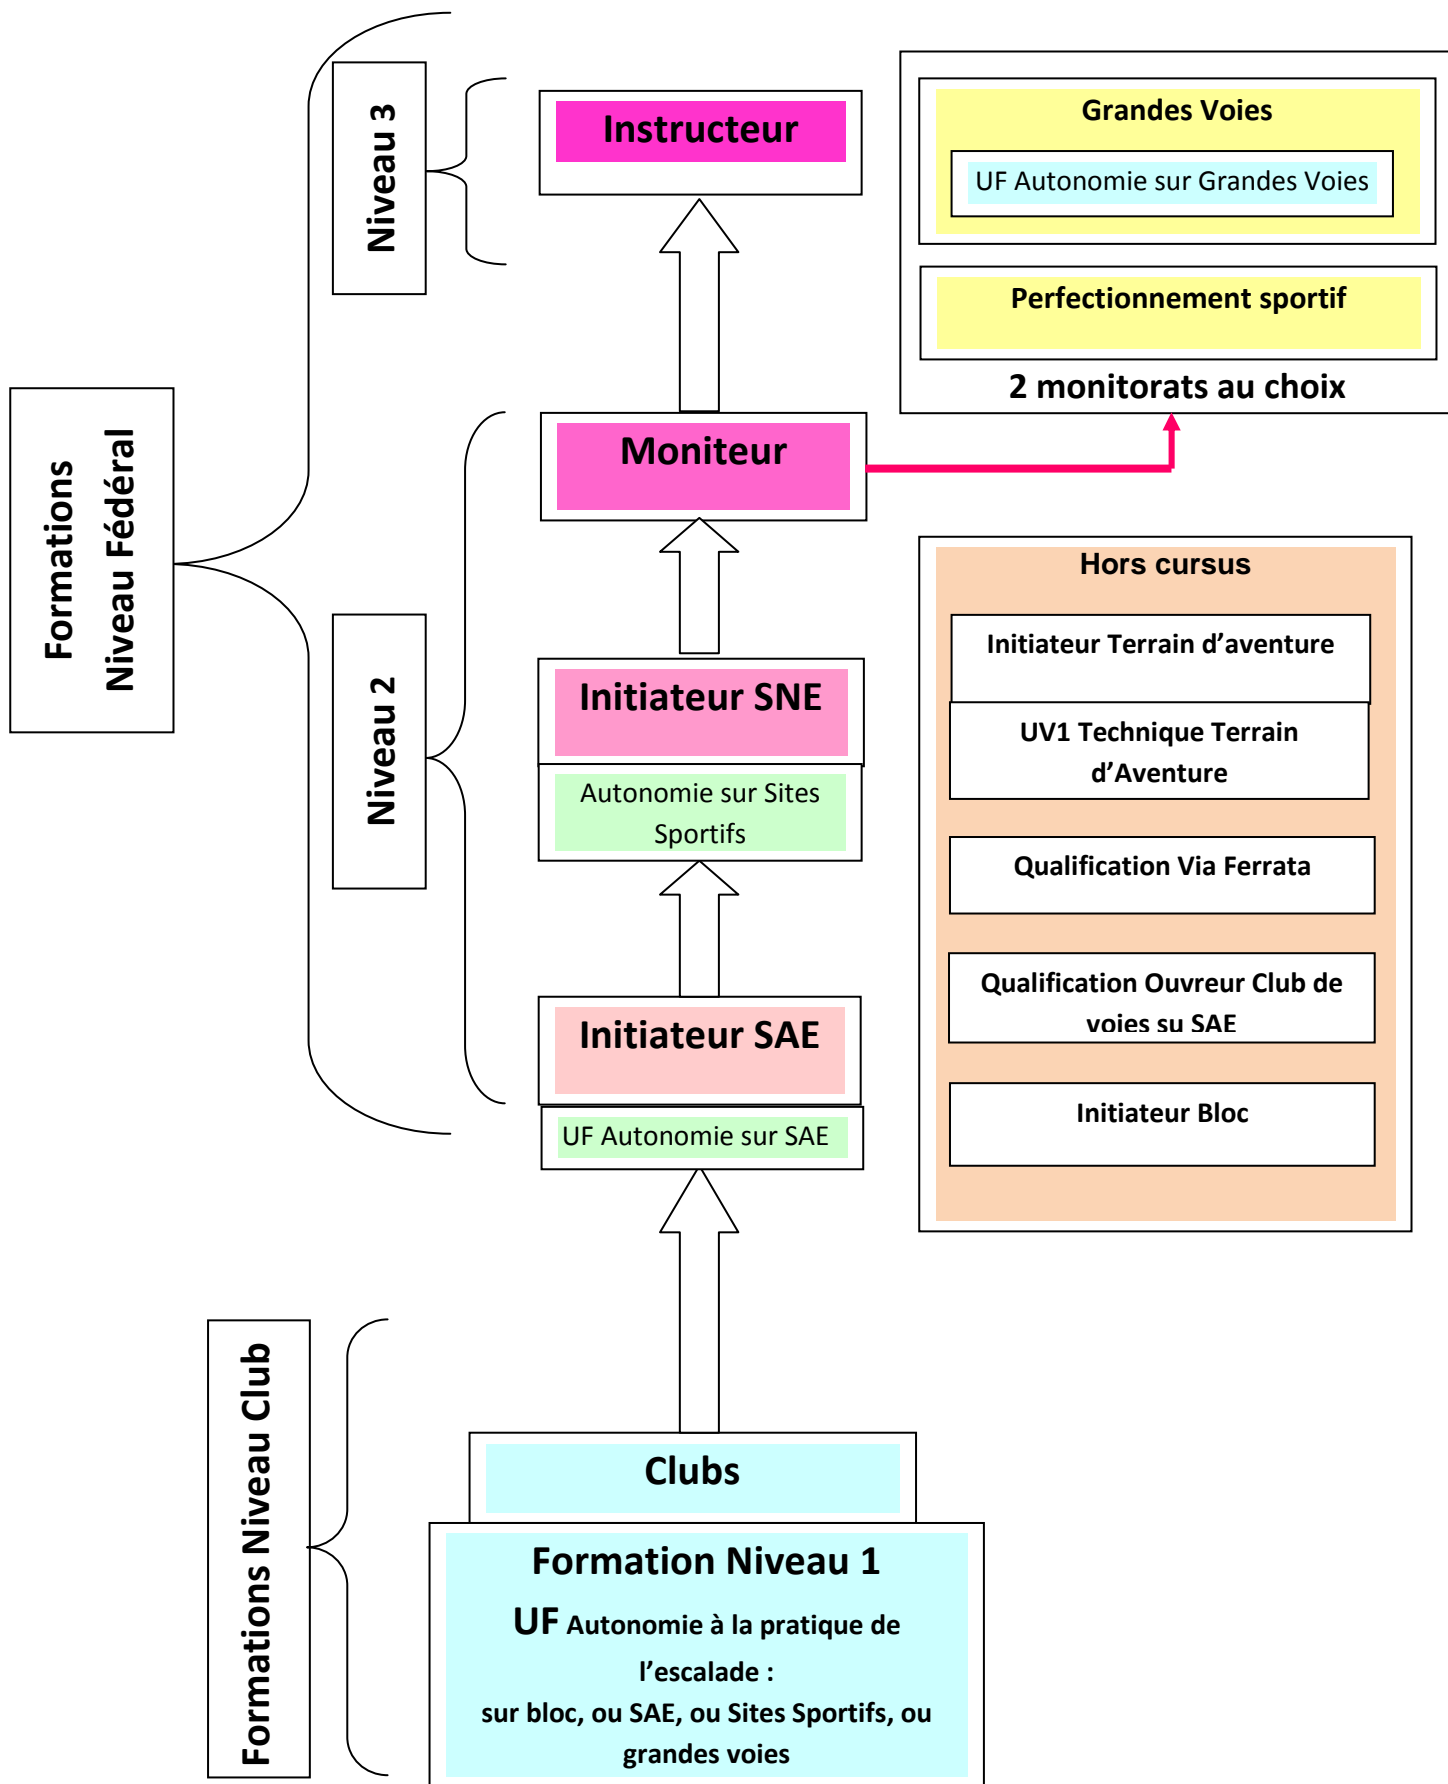 Formations
Niveau Fédéral
Niveau 3
Instructeur
Grandes Voies
UF Autonomie sur Grandes Voies
Perfectionnement sportif
2 monitorats au choix
Niveau 2
Moniteur
Initiateur SNE
Autonomie sur Sites
Sportifs
Initiateur SAE
UF Autonomie sur SAE
Hors cursus
Initiateur Terrain d’aventure
UV1 Technique Terrain
d’Aventure
Qualification Via Ferrata
Qualification Ouvreur Club de
voies su SAE
Initiateur Bloc
Formations Niveau Club
Clubs
Formation Niveau 1
UF Autonomie à la pratique de
l’escalade :
sur bloc, ou SAE, ou Sites Sportifs, ou
grandes voies